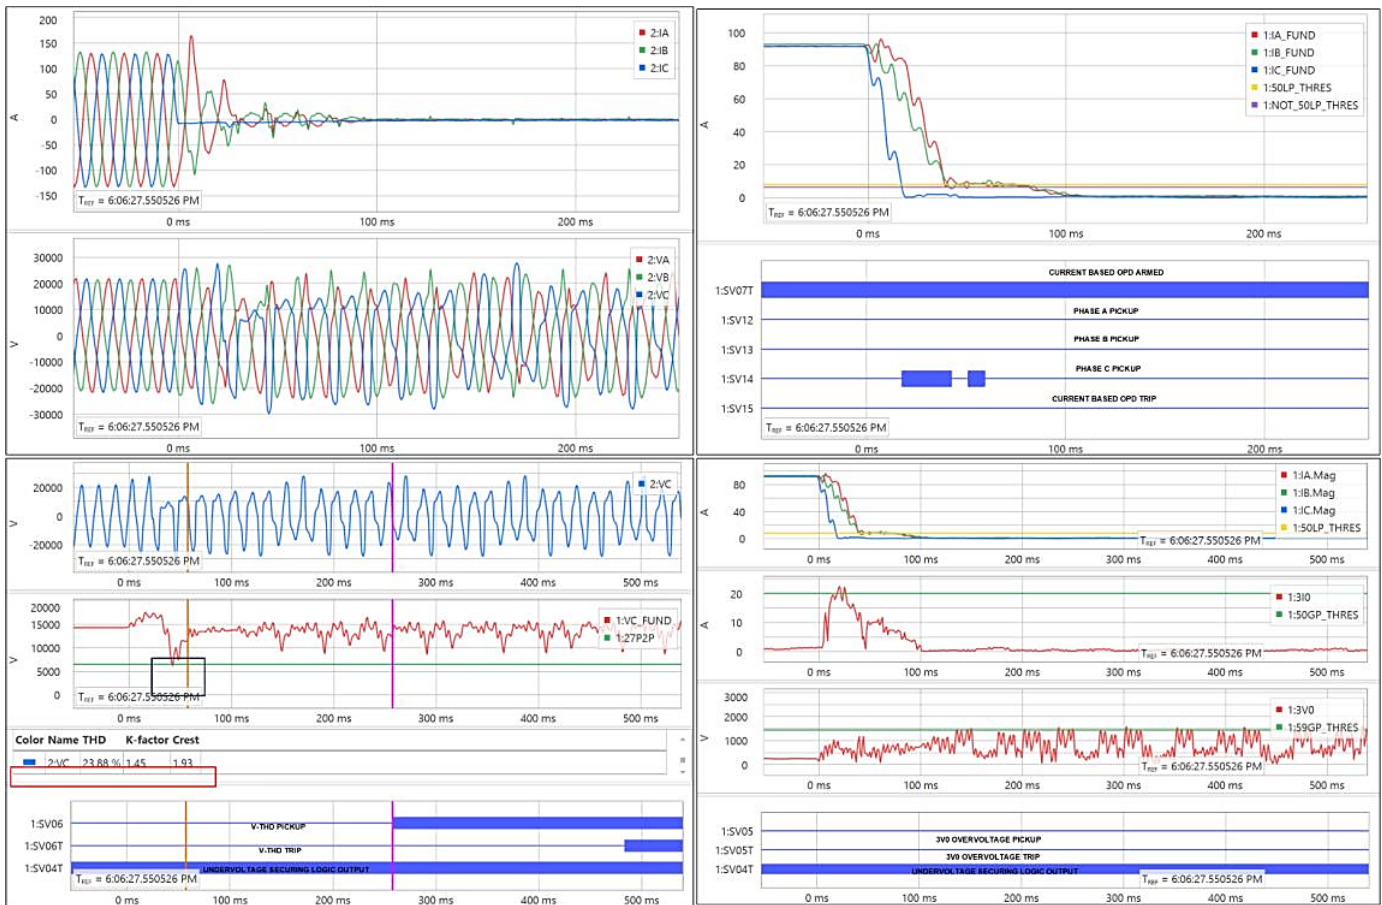 200
150
100
50
0
-50
-100
-150
A
2:IA
2:IB
2:IC
TREF = 6:06:27.550526 PM
0 ms 100 ms 200 ms
30000
20000
10000
0
-10000
-20000
-30000
V
2:VA
2:VB
2:VC
TREF = 6:06:27.550526 PM
0 ms 100 ms 200 ms
100
80
60
40
20
0
A
1:IA_FUND
1:IB_FUND
1:IC_FUND
1:50LP_THRES
1:NOT_50LP_THRES
TREF = 6:06:27.550526 PM
0 ms 100 ms 200 ms
CURRENT BASED OPD ARMED
1:SV07T
PHASE A PICKUP
1:SV12
PHASE B PICKUP
1:SV13
PHASE C PICKUP
1:SV14
CURRENT BASED OPD TRIP
1:SV15
TREF = 6:06:27.550526 PM
0 ms 100 ms 200 ms
20000
0
-20000
V
2:VC
TREF = 6:06:27.550526 PM
0 ms 100 ms 200 ms 300 ms 400 ms 500 ms
20000
15000
10000
5000
0
V
1:VC_FUND
1:27P2P
TREF = 6:06:27.550526 PM
0 ms 100 ms 200 ms 300 ms 400 ms 500 ms
Color Name THD K-factor Crest
2:VC 23.88 % 1.45 1.93
1:SV06
V-THD PICKUP
1:SV06T
V-THD TRIP
1:SV04T
UNDERVOLTAGE SECURING LOGIC OUTPUT
TREF = 6:06:27.550526 PM
0 ms 100 ms 200 ms 300 ms 400 ms 500 ms
80
40
0
A
1:IA.Mag
1:IB.Mag
1:IC.Mag
1:50LP_THRES
TREF = 6:06:27.550526 PM
0 ms 100 ms 200 ms 300 ms 400 ms 500 ms
20
10
0
A
1:3I0
1:50GP_THRES
TREF = 6:06:27.550526 PM
0 ms 100 ms 200 ms 300 ms 400 ms 500 ms
3000
2000
1000
0
V
1:3V0
1:59GP_THRES
TREF = 6:06:27.550526 PM
0 ms 100 ms 200 ms 300 ms 400 ms 500 ms
1:SV05
3V0 OVERVOLTAGE PICKUP
1:SV05T
3V0 OVERVOLTAGE TRIP
1:SV04T
UNDERVOLTAGE SECURING LOGIC OUTPUT
TREF = 6:06:27.550526 PM
0 ms 100 ms 200 ms 300 ms 400 ms 500 ms